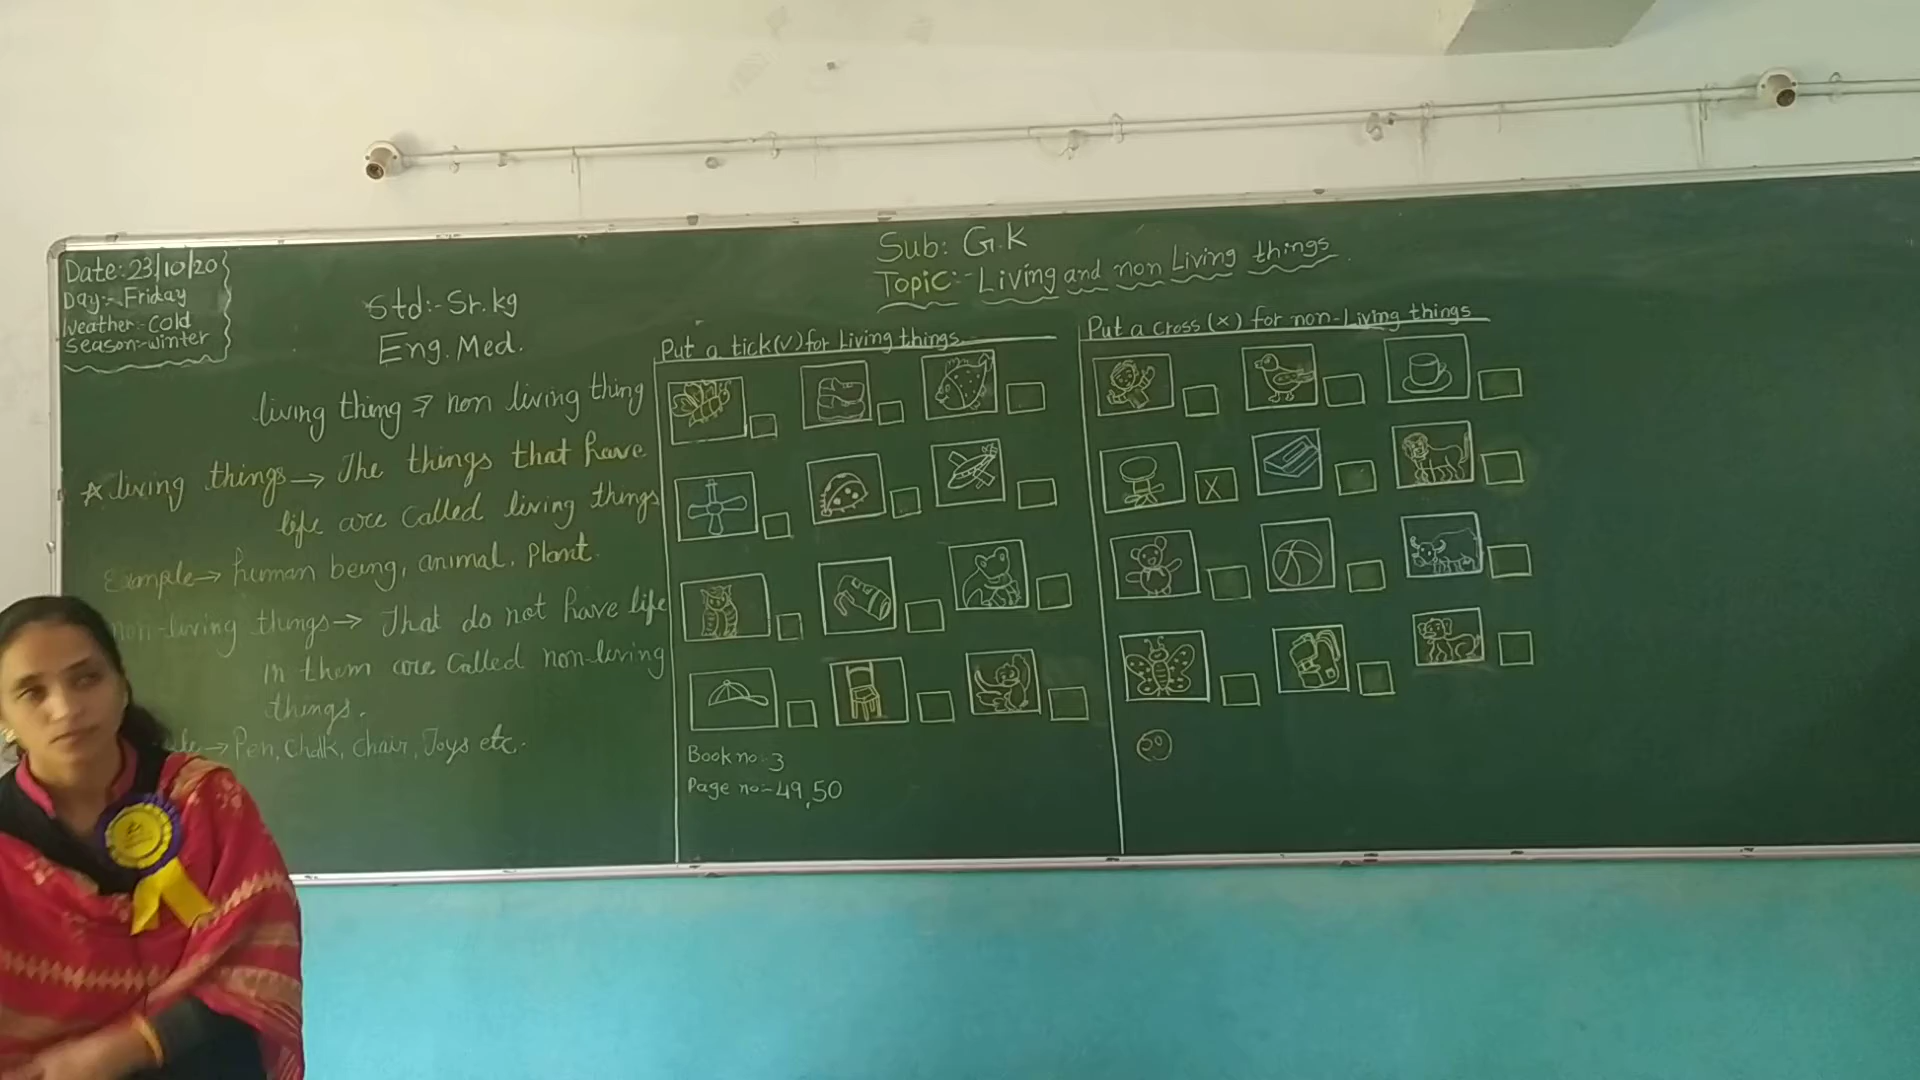 Date:23/10/20
Day:-Friday
Weather:-Cold
Season:-winter
Std:-Sr.kg
Eng.Med.
Sub: G.K
Topic:-Living and non Living things
living thing → non living thing
☆ living things → The things that have
life are called living things
Example → human being, animal, Plant.
non-living things → That do not have life
in them are called non-living
things.
→ Pen, Chalk, Chair, Toys etc.
Put a tick(√) for Living things
Book no-3
Page no-49,50
Put a cross (x) for non-Living things
X